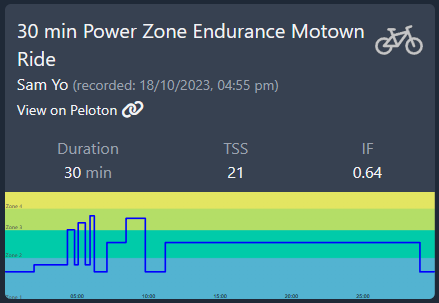 30 min Power Zone Endurance Motown
Ride
Sam Yo (recorded: 18/10/2023, 04:55 pm)
View on Peloton
Duration TSS IF
30 min 21 0.64
Zone 4
Zone 3
Zone 2
Zone 1
05:00 10:00 15:00 20:00 25:00